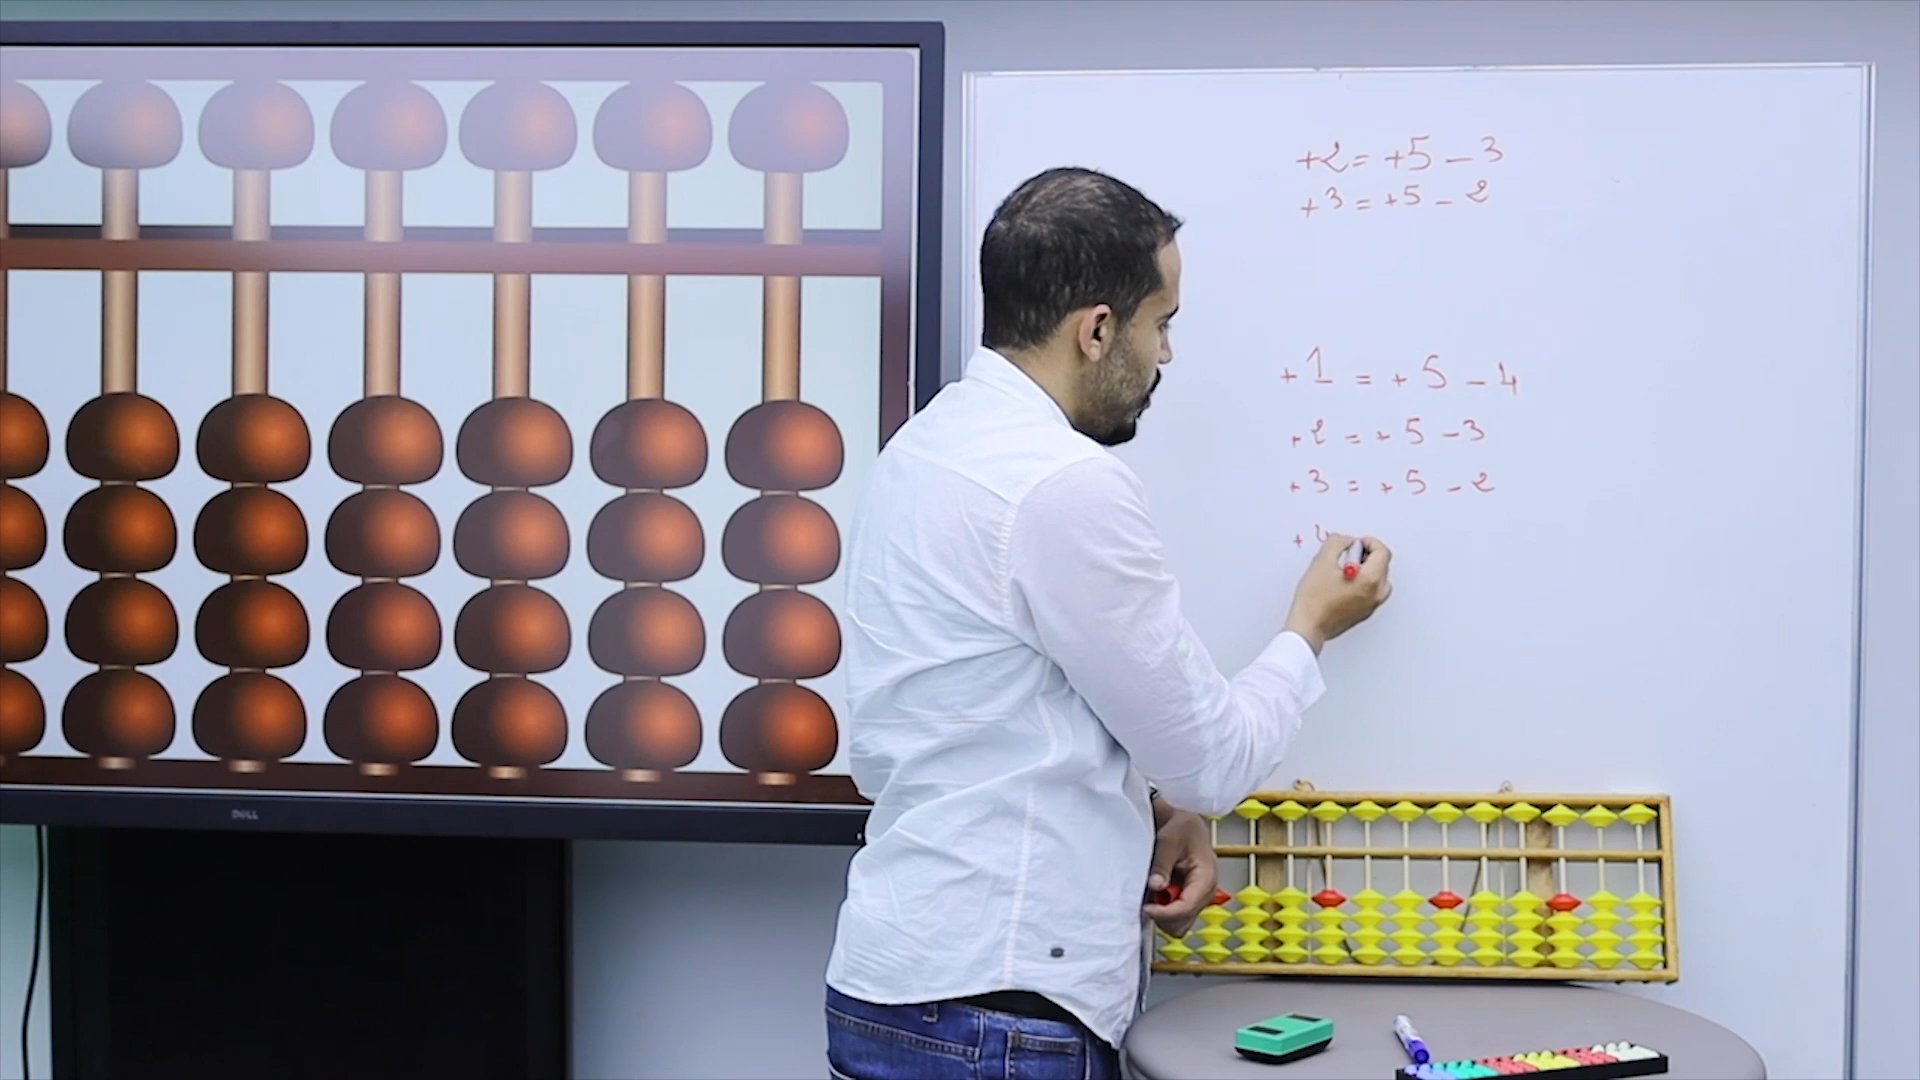 +2 = +5 - 3
+3 = +5 - 2
+1 = +5 - 4
+2 = +5 - 3
+3 = +5 - 2
+4
DELL